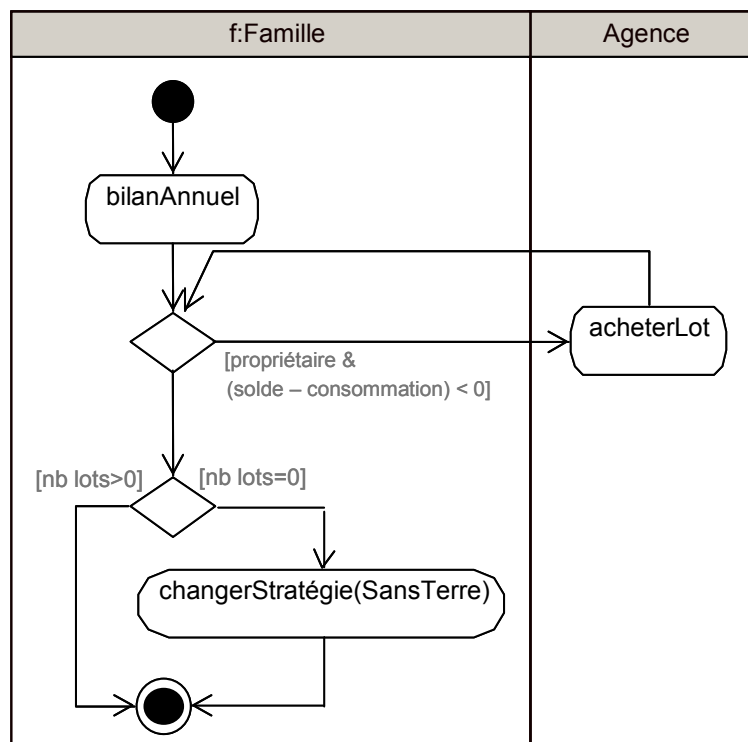 f:Famille
Agence
bilanAnnuel
acheterLot
[propriétaire &
(solde – consommation) < 0]
[nb lots>0]
[nb lots=0]
changerStratégie(SansTerre)